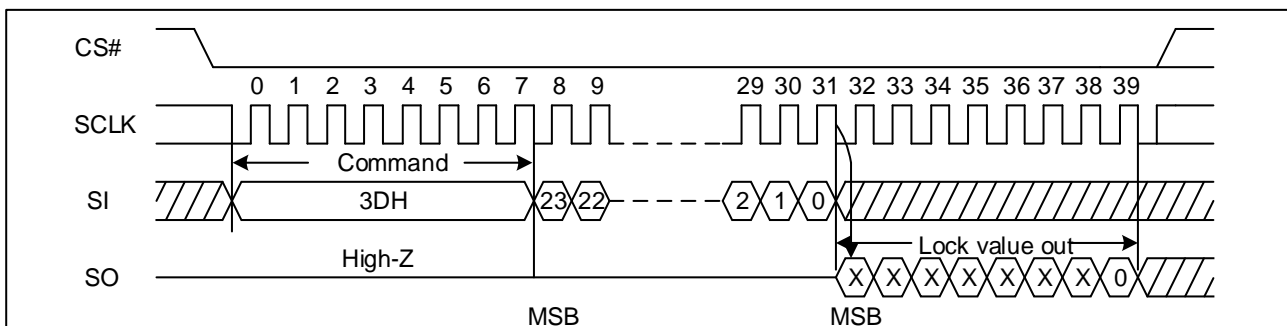 CS#
0 1 2 3 4 5 6 7 8 9 29 30 31 32 33 34 35 36 37 38 39
SCLK
Command
SI 3DH 23 22 2 1 0
High-Z Lock value out
SO X X X X X X X 0
MSB MSB